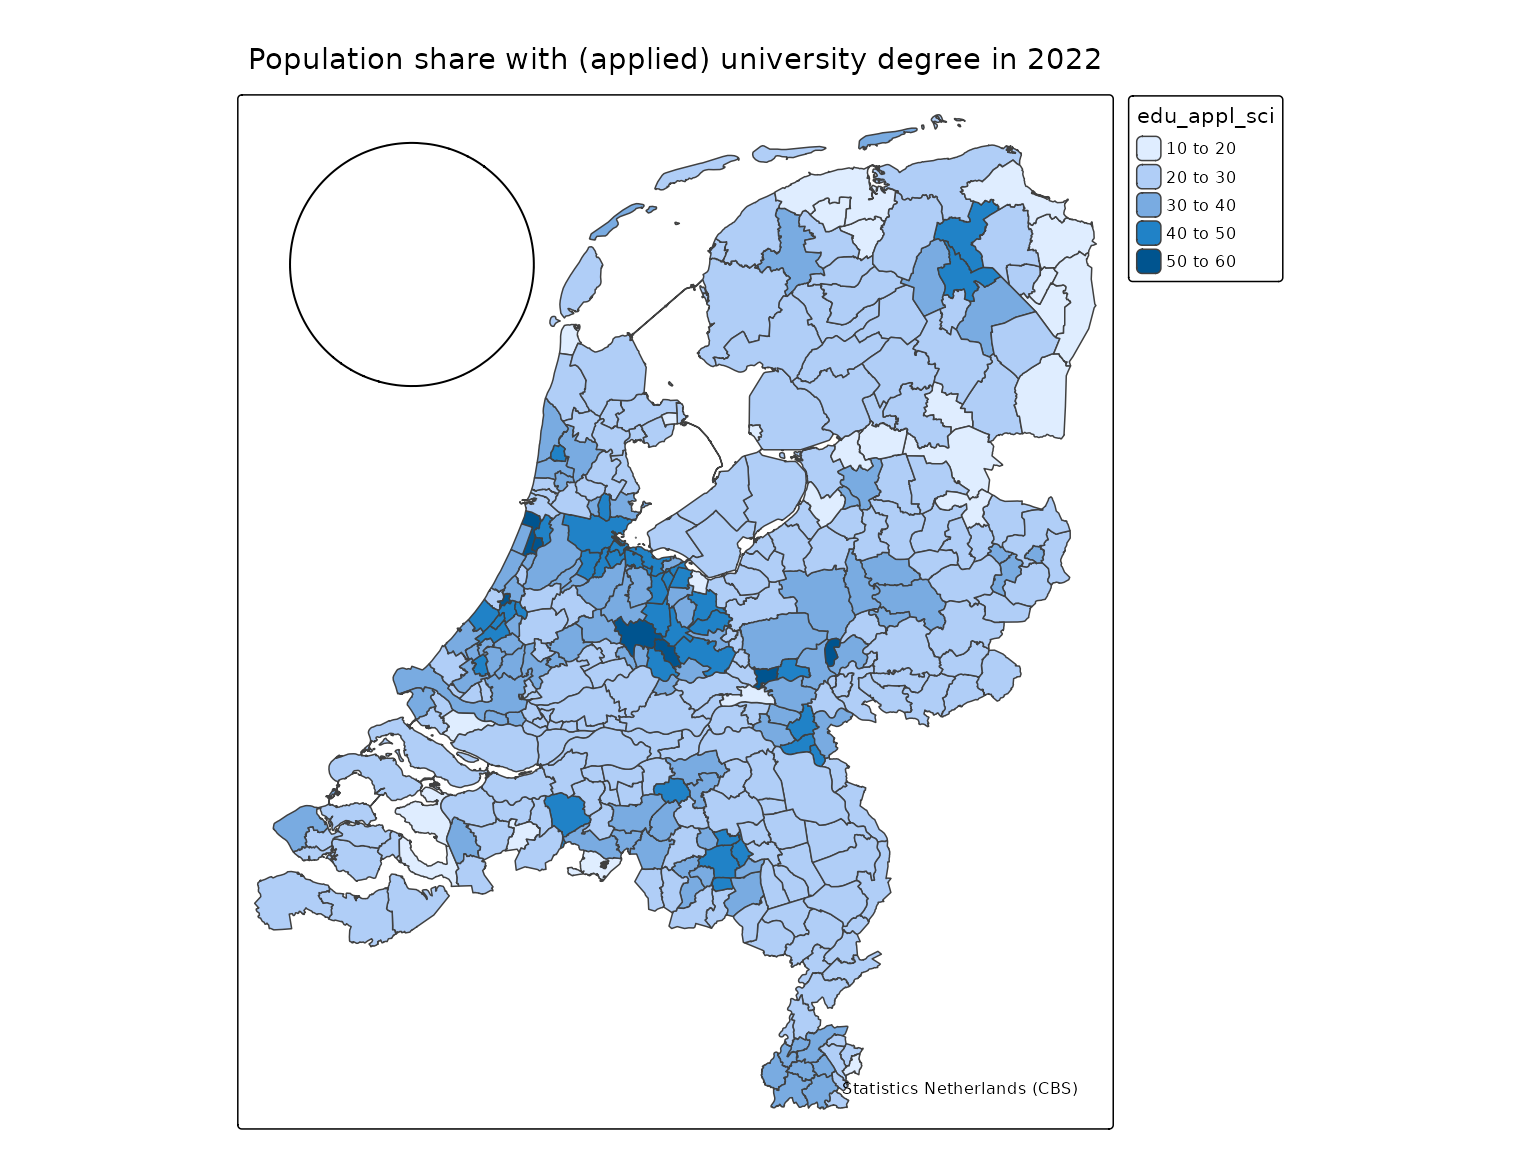 Population share with (applied) university degree in 2022
edu_appl_sci
10 to 20
20 to 30
30 to 40
40 to 50
50 to 60
Statistics Netherlands (CBS)